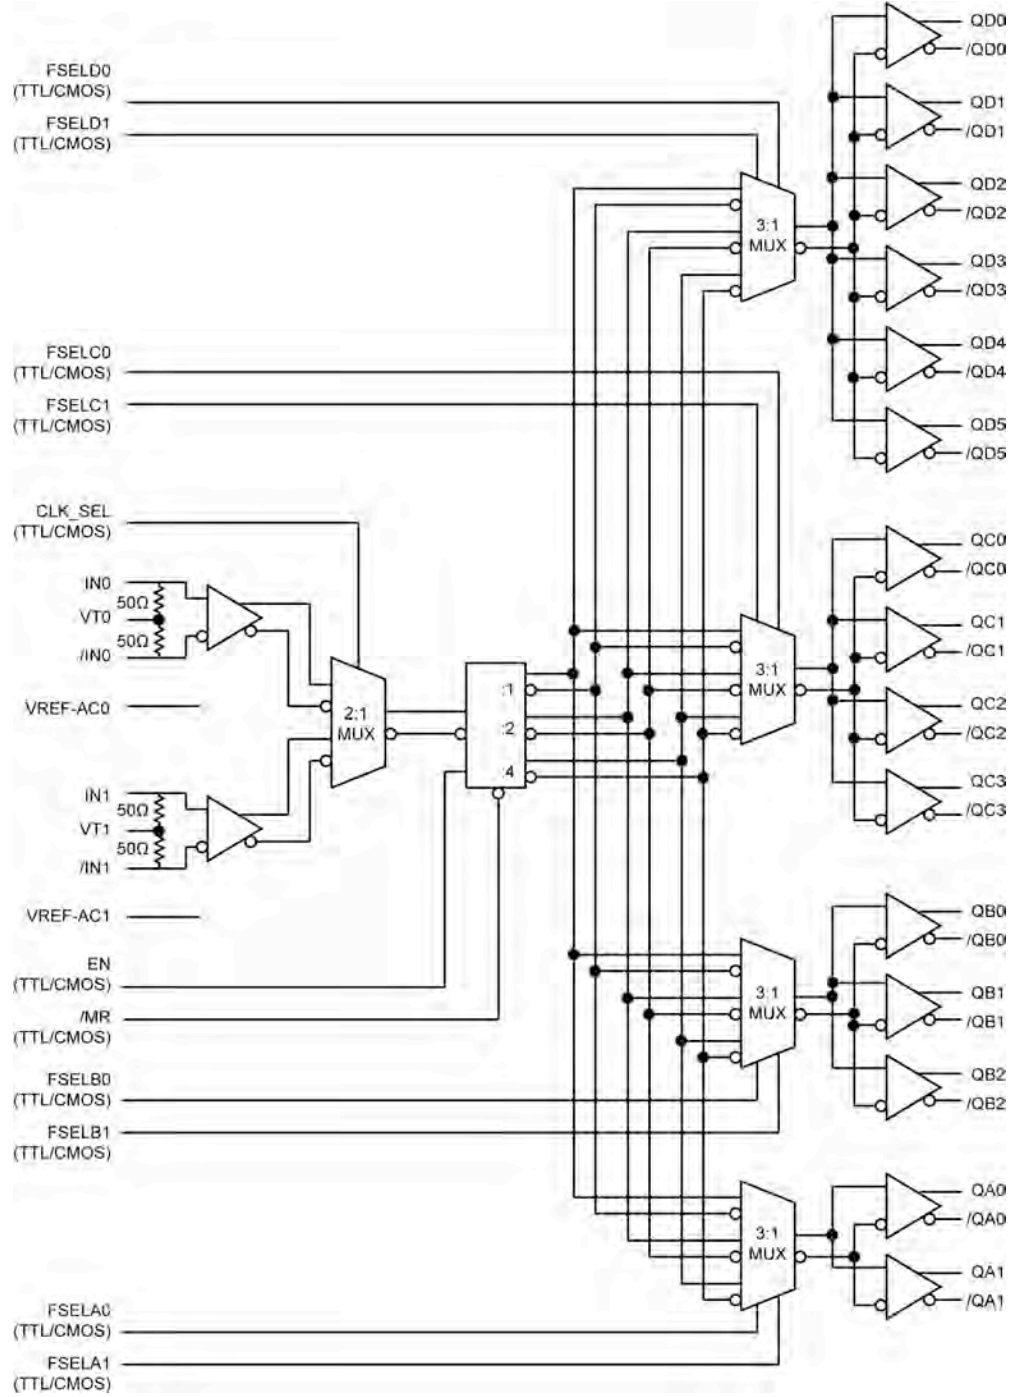 FSELD0
(TTL/CMOS)
FSELD1
(TTL/CMOS)
3:1
MUX
QD0
/QD0
QD1
/QD1
QD2
/QD2
QD3
/QD3
QD4
/QD4
QD5
/QD5
FSELC0
(TTL/CMOS)
FSELC1
(TTL/CMOS)
CLK_SEL
(TTL/CMOS)
IN0
50Ω
VT0
50Ω
/IN0
VREF-AC0
2:1
MUX
:1
:2
:4
3:1
MUX
QC0
/QC0
QC1
/QC1
QC2
/QC2
QC3
/QC3
IN1
50Ω
VT1
50Ω
/IN1
VREF-AC1
EN
(TTL/CMOS)
/MR
(TTL/CMOS)
FSELB0
(TTL/CMOS)
FSELB1
(TTL/CMOS)
3:1
MUX
QB0
/QB0
QB1
/QB1
QB2
/QB2
3:1
MUX
QA0
/QA0
QA1
/QA1
FSELA0
(TTL/CMOS)
FSELA1
(TTL/CMOS)